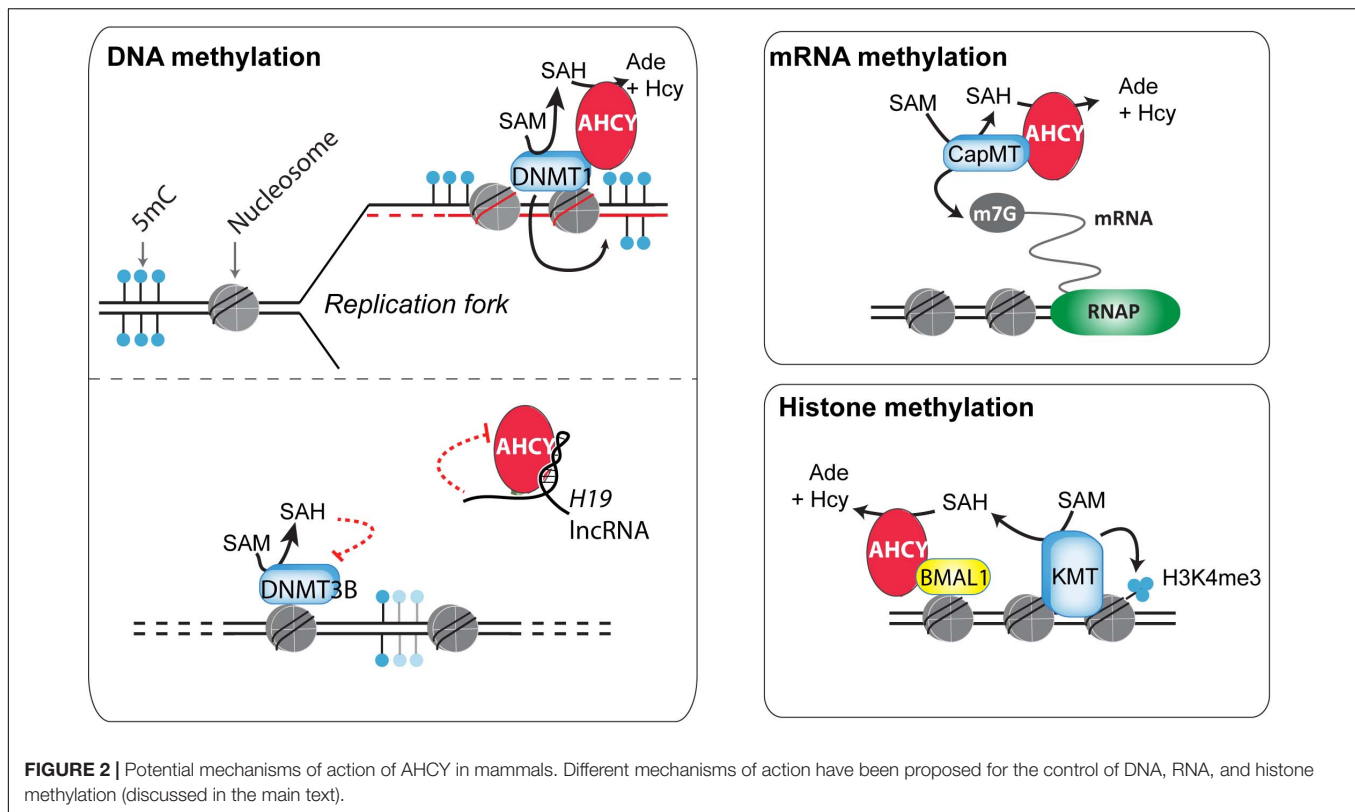 DNA methylation
SAH
Ade
+ Hcy
SAM
AHCY
DNMT1
5mC
Nucleosome
Replication fork
AHCY
H19
lncRNA
SAH
SAM
DNMT3B
mRNA methylation
SAM
SAH
Ade
+ Hcy
AHCY
CapMT
m7G
mRNA
RNAP
Histone methylation
Ade
+ Hcy
SAH
SAM
AHCY
BMAL1
KMT
H3K4me3
FIGURE 2 | Potential mechanisms of action of AHCY in mammals. Different mechanisms of action have been proposed for the control of DNA, RNA, and histone
methylation (discussed in the main text).